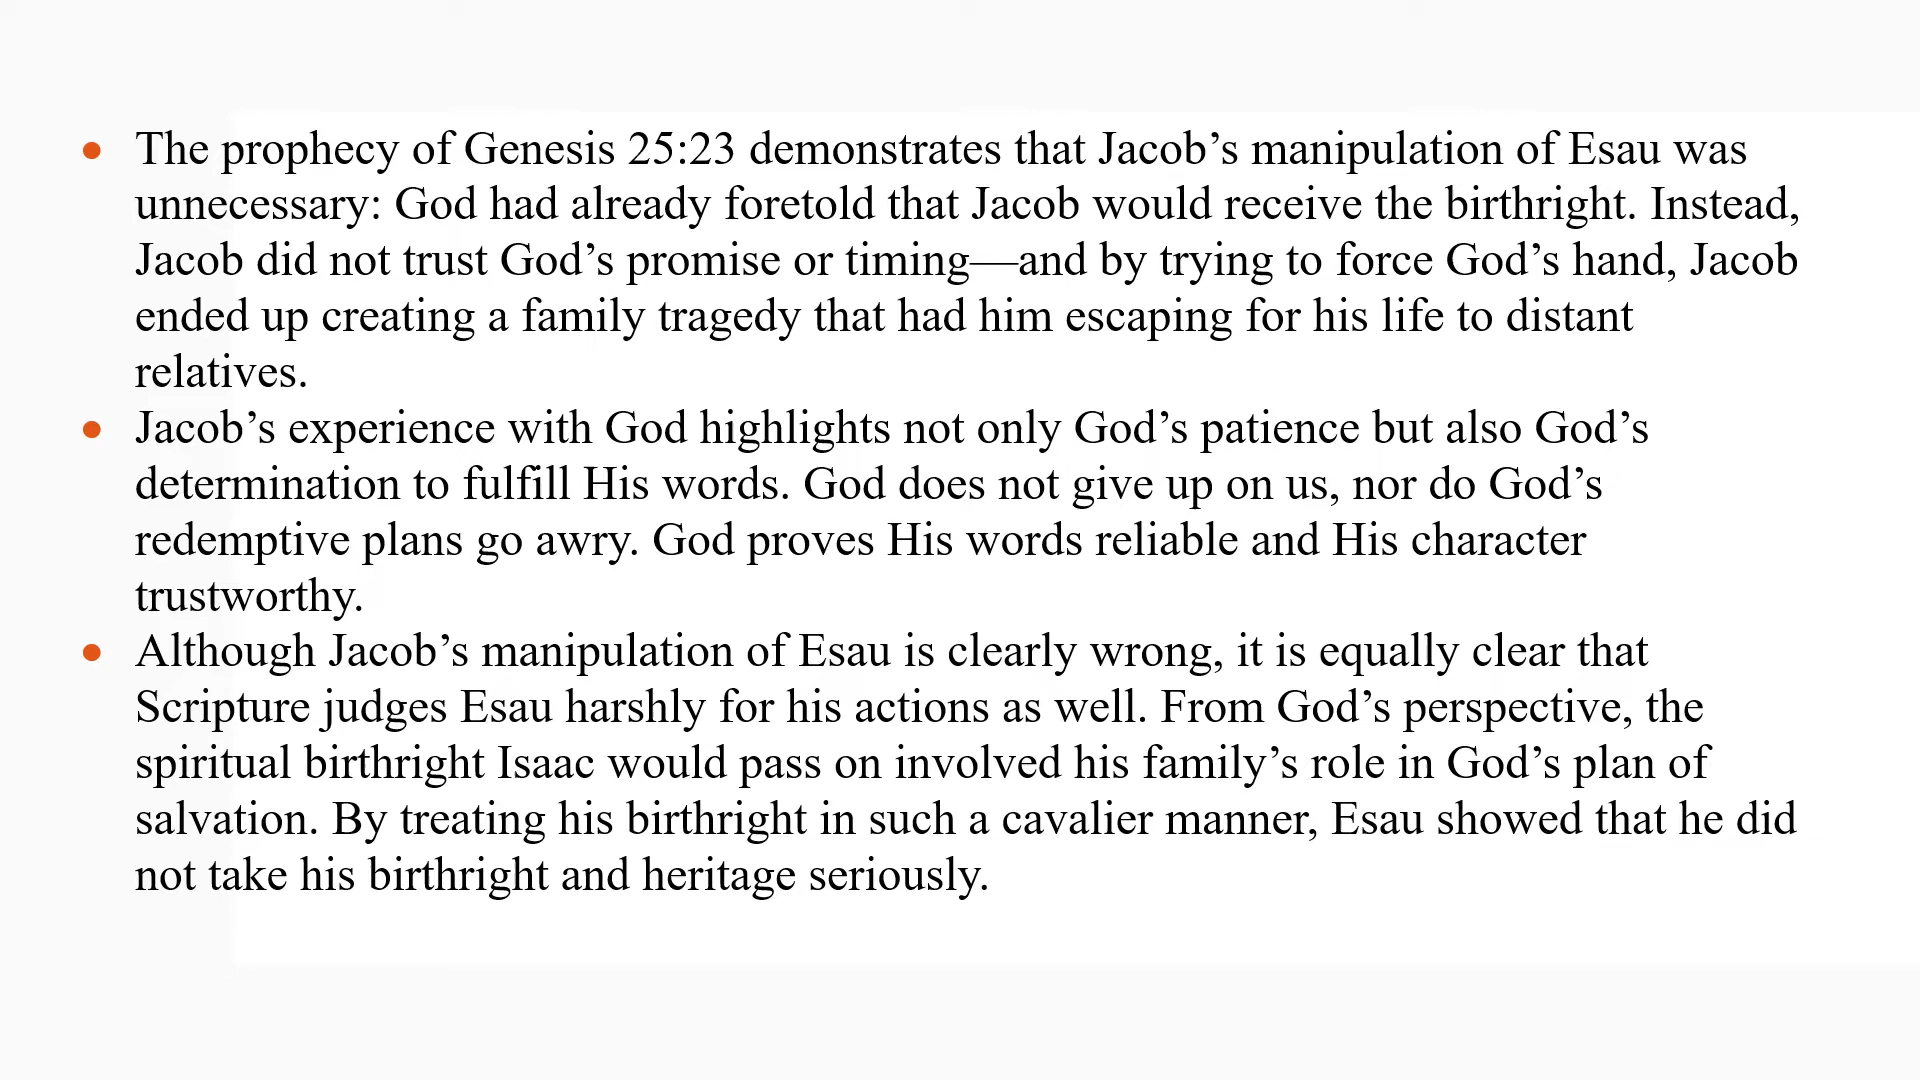 • The prophecy of Genesis 25:23 demonstrates that Jacob’s manipulation of Esau was
unnecessary: God had already foretold that Jacob would receive the birthright. Instead,
Jacob did not trust God’s promise or timing—and by trying to force God’s hand, Jacob
ended up creating a family tragedy that had him escaping for his life to distant
relatives.
• Jacob’s experience with God highlights not only God’s patience but also God’s
determination to fulfill His words. God does not give up on us, nor do God’s
redemptive plans go awry. God proves His words reliable and His character
trustworthy.
• Although Jacob’s manipulation of Esau is clearly wrong, it is equally clear that
Scripture judges Esau harshly for his actions as well. From God’s perspective, the
spiritual birthright Isaac would pass on involved his family’s role in God’s plan of
salvation. By treating his birthright in such a cavalier manner, Esau showed that he did
not take his birthright and heritage seriously.